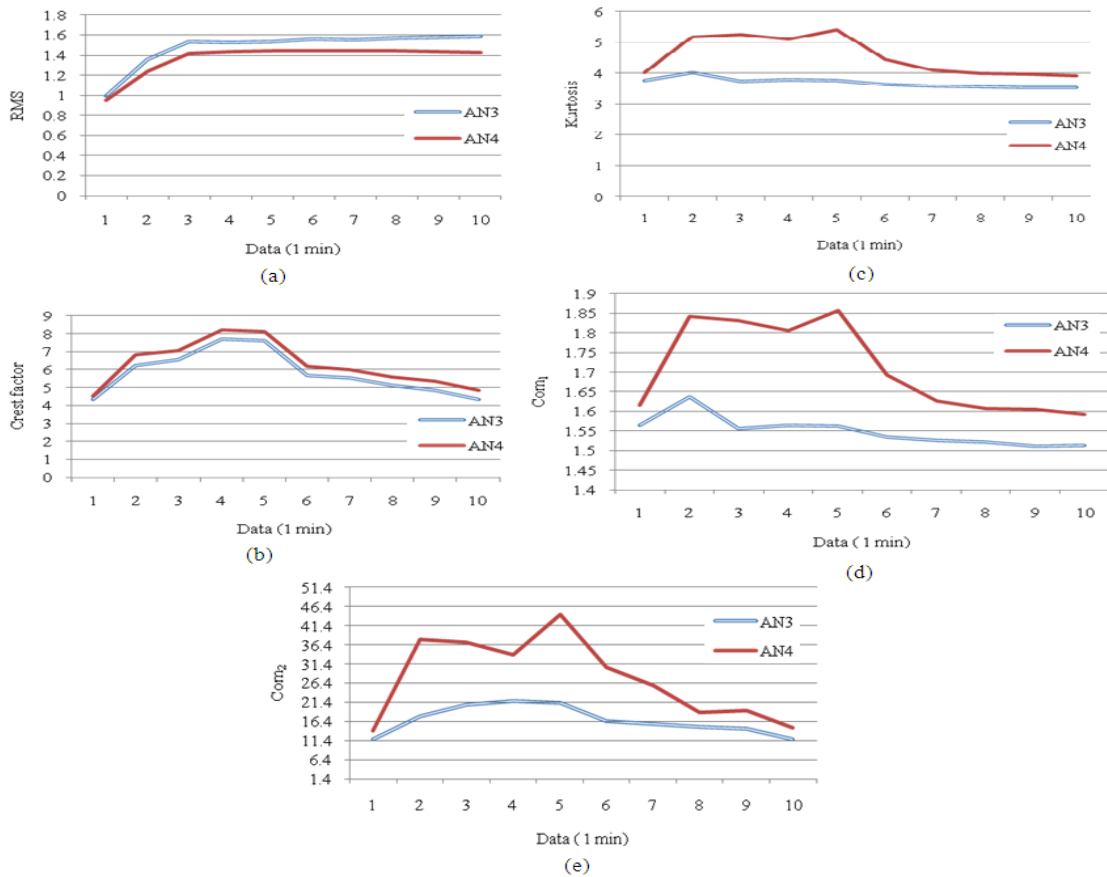 1.8
1.6
1.4
1.2
1
0.8
0.6
0.4
0.2
0
RMS
AN3
AN4
1 2 3 4 5 6 7 8 9 10
Data (1 min)
(a)
6
5
4
3
2
1
0
Kurtosis
AN3
AN4
1 2 3 4 5 6 7 8 9 10
Data (1 min)
(c)
9
8
7
6
5
4
3
2
1
0
Crest factor
AN3
AN4
1 2 3 4 5 6 7 8 9 10
Data (1 min)
(b)
1.9
1.85
1.8
1.75
1.7
1.65
1.6
1.55
1.5
1.45
1.4
Com₁
AN3
AN4
1 2 3 4 5 6 7 8 9 10
Data ( 1 min)
(d)
51.4
46.4
41.4
36.4
31.4
26.4
21.4
16.4
11.4
6.4
1.4
Com₂
AN3
AN4
1 2 3 4 5 6 7 8 9 10
Data ( 1 min)
(e)